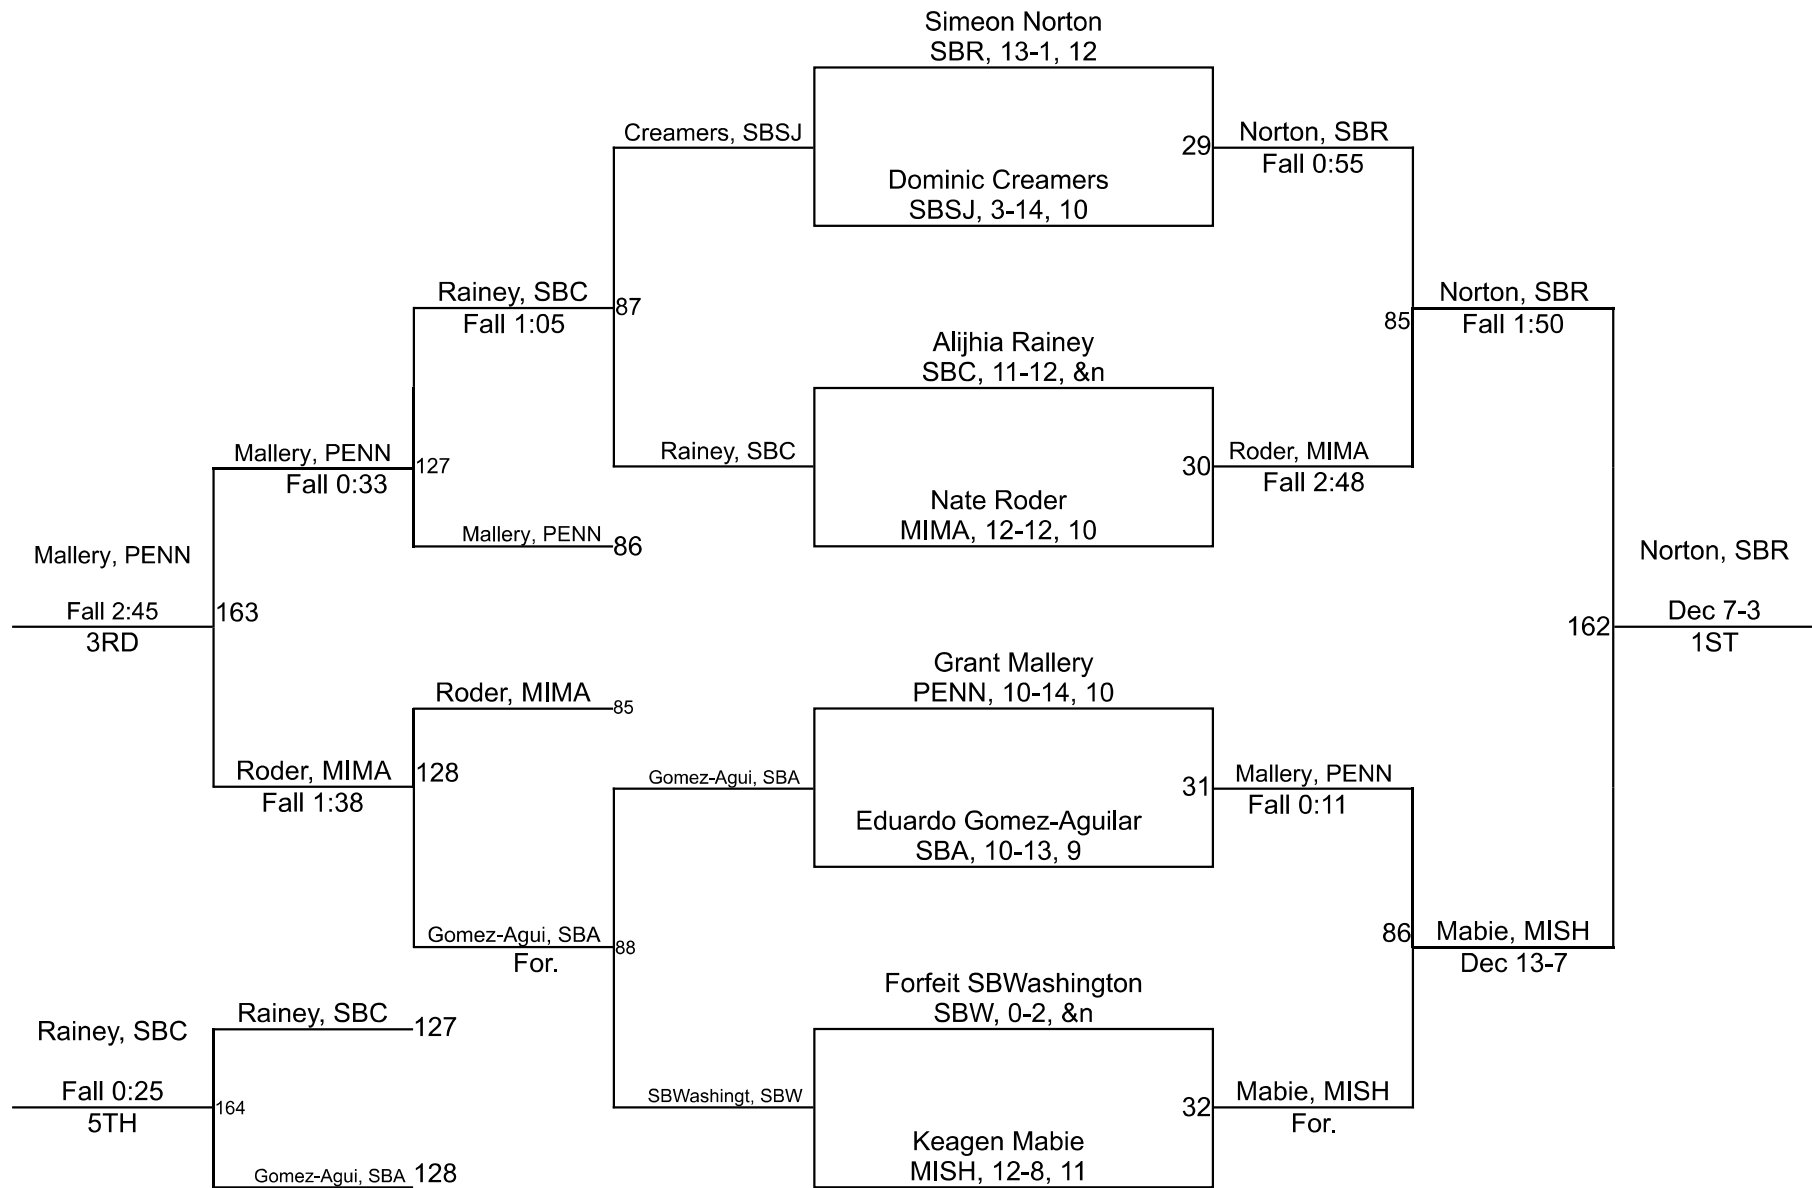 Simeon Norton
SBR, 13-1, 12
Creamers, SBSJ
29
Norton, SBR
Fall 0:55
Dominic Creamers
SBSJ, 3-14, 10
Rainey, SBC
Fall 1:05
87
Norton, SBR
Fall 1:50
85
Alijhia Rainey
SBC, 11-12, &n
Mallery, PENN
Fall 0:33
127
Rainey, SBC
30
Roder, MIMA
Fall 2:48
Nate Roder
MIMA, 12-12, 10
Mallery, PENN
86
Mallery, PENN
Fall 2:45
3RD
163
Norton, SBR
Dec 7-3
1ST
162
Grant Mallery
PENN, 10-14, 10
Roder, MIMA
85
Roder, MIMA
Fall 1:38
128
Gomez-Agui, SBA
31
Mallery, PENN
Fall 0:11
Eduardo Gomez-Aguilar
SBA, 10-13, 9
Gomez-Agui, SBA
For.
88
86
Mabie, MISH
Dec 13-7
Forfeit SBWashington
SBW, 0-2, &n
Rainey, SBC
127
Rainey, SBC
Fall 0:25
5TH
164
SBWashingt, SBW
32
Mabie, MISH
For.
Keagen Mabie
MISH, 12-8, 11
Gomez-Agui, SBA
128